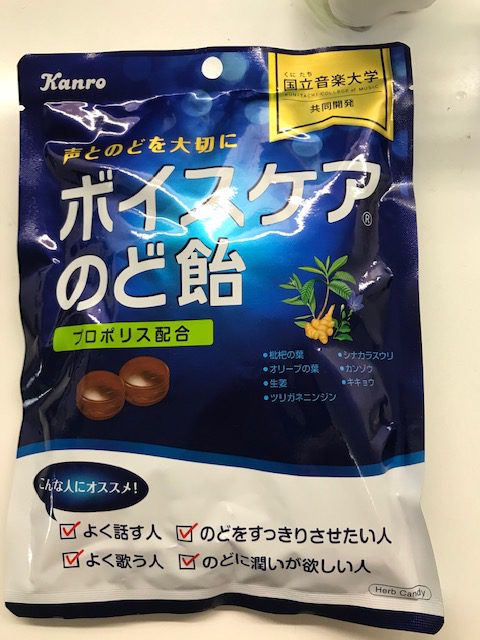 Kanro
くにたち
国立音楽大学
KUNITACHI COLLEGE of MUSIC
共同開発
声とのどを大切に
ボイスケア®
のど飴
プロポリス配合
•枇杷の葉
•オリーブの葉
•生姜
•ツリガネニンジン
•シナカラスウリ
•カンゾウ
•キキョウ
こんな人にオススメ!
よく話す人
のどをすっきりさせたい人
よく歌う人
のどに潤いが欲しい人
Herb Candy